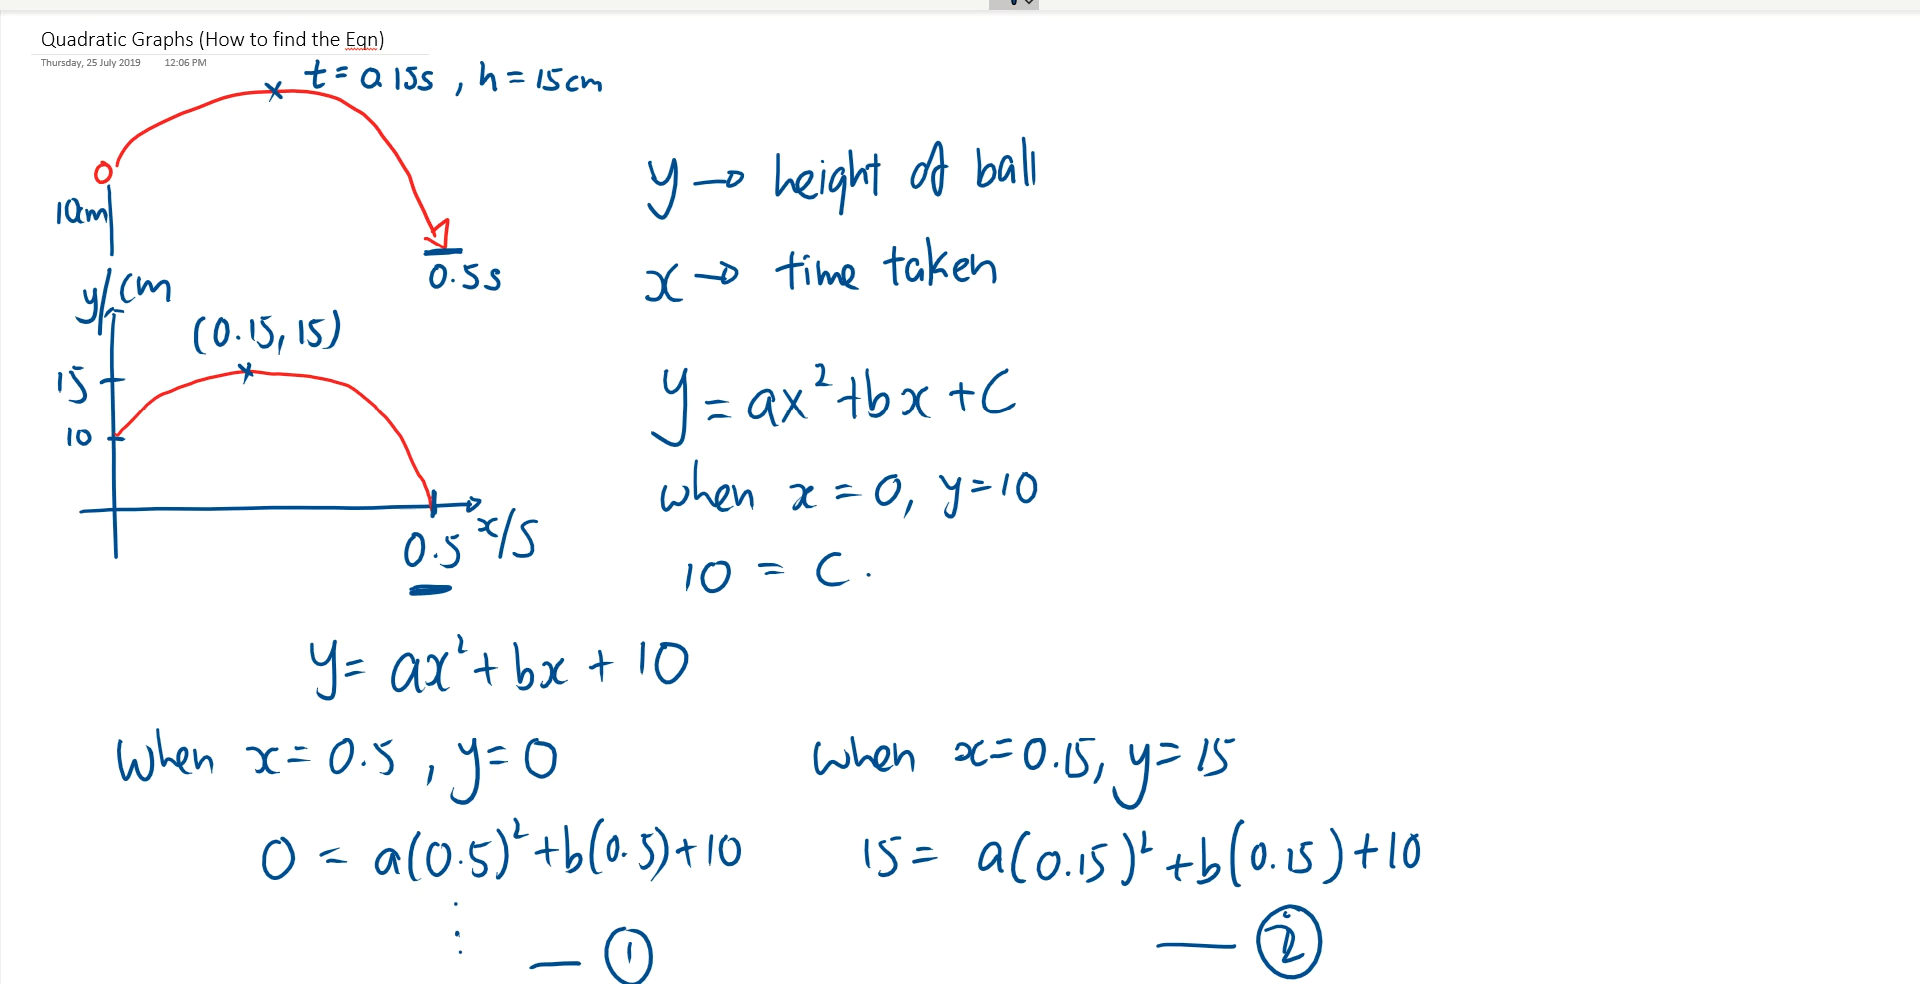 Quadratic Graphs (How to find the Eqn)
Thursday, 25 July 2019 12:06 PM
t = 0.15s , h = 15cm
10cm
0.5s
y/cm
(0.15, 15)
15
10
0.5
x/s
y → height of ball
x → time taken
y = ax² + bx + c
when x = 0, y = 10
10 = c.
y = ax² + bx + 10
when x = 0.5 , y = 0
0 = a(0.5)² + b(0.5) + 10
— ①
when x = 0.15, y = 15
15 = a(0.15)² + b(0.15) + 10
— ②